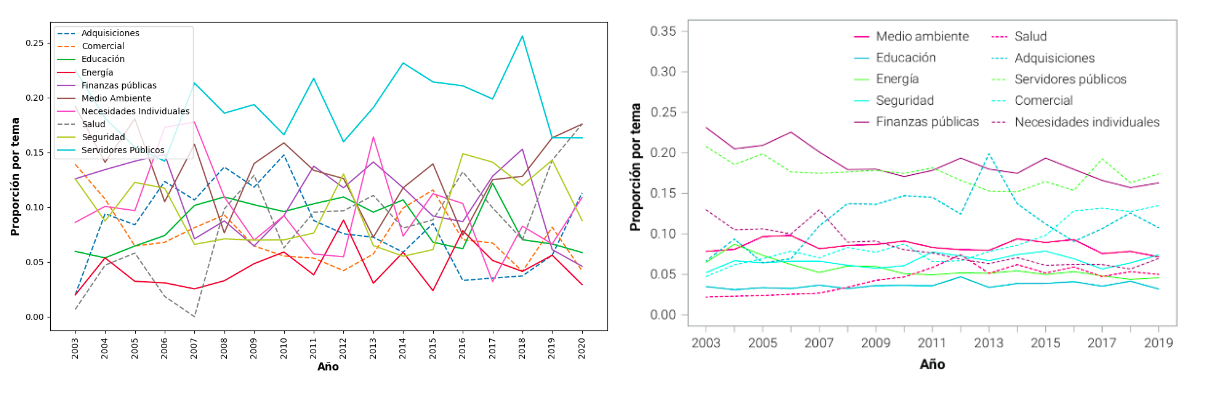 Adquisiciones
Comercial
Educación
Energía
Finanzas públicas
Medio Ambiente
Necesidades Individuales
Salud
Seguridad
Servidores Públicos
0.25
0.20
0.15
0.10
0.05
0.00
Proporción por tema
2003 2004 2005 2006 2007 2008 2009 2010 2011 2012 2013 2014 2015 2016 2017 2018 2019 2020
Año
0.35
0.30
0.25
0.20
0.15
0.10
0.05
0.00
Proporción por tema
Medio ambiente
Educación
Energía
Seguridad
Finanzas públicas
Salud
Adquisiciones
Servidores públicos
Comercial
Necesidades individuales
2003 2005 2007 2009 2011 2013 2015 2017 2019
Año